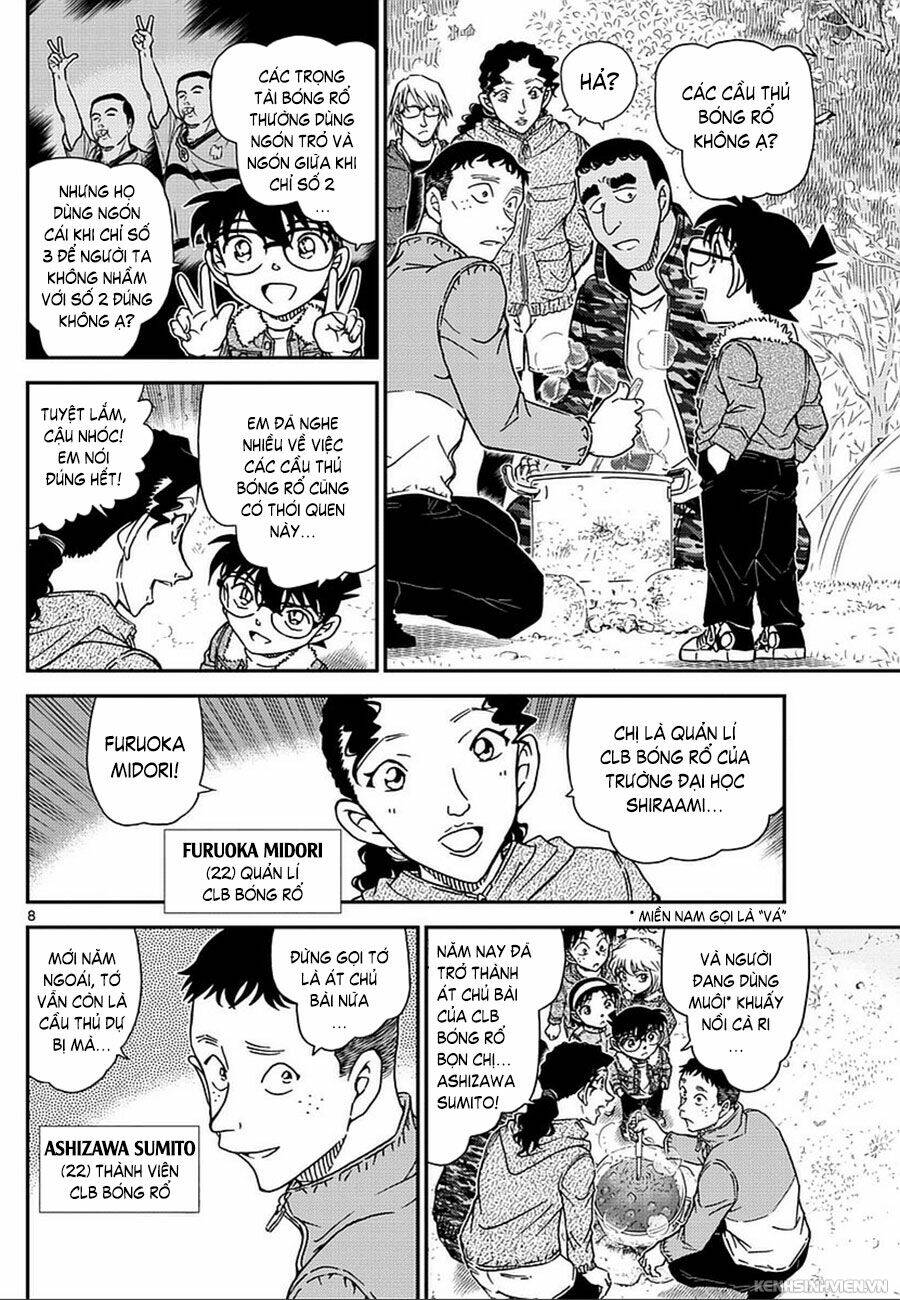 CÁC CẦU THỦ
BÓNG RỔ
KHÔNG Ạ?
HẢ?
CÁC TRỌNG
TÀI BÓNG RỔ
THƯỜNG DÙNG
NGÓN TRỎ VÀ
NGÓN GIỮA KHI
CHỈ SỐ 2
...
NHƯNG HỌ
DÙNG NGÓN
CÁI KHI CHỈ SỐ
3 ĐỂ NGƯỜI TA
KHÔNG NHẦM
VỚI SỐ 2 ĐÚNG
KHÔNG Ạ?
EM ĐÃ NGHE
NHIỀU VỀ VIỆC
CÁC CẦU THỦ
BÓNG RỔ CŨNG
CÓ THÓI QUEN
NÀY...
TUYỆT LẮM,
CẬU NHÓC!
EM NÓI
ĐÚNG HẾT!
CHỊ LÀ QUẢN LÍ
CLB BÓNG RỔ CỦA
TRƯỜNG ĐẠI HỌC
SHIRAAMI...
FURUOKA
MIDORI!
FURUOKA MIDORI
(22) QUẢN LÍ
CLB BÓNG RỔ
8
* MIỀN NAM GỌI LÀ "VÁ"
VÀ NGƯỜI
ĐANG DÙNG
MUÔI* KHUẤY
NỒI CÀ RI
...
NĂM NAY ĐÃ
TRỞ THÀNH
ÁT CHỦ BÀI
CỦA CLB
BÓNG RỔ
BỌN CHỊ...
ASHIZAWA
SUMITO!
ĐỪNG GỌI TỚ
LÀ ÁT CHỦ
BÀI NỮA
...
MỚI NĂM
NGOÁI, TỚ
VẪN CÒN LÀ
CẦU THỦ DỰ
BỊ MÀ...
ASHIZAWA SUMITO
(22) THÀNH VIÊN
CLB BÓNG RỔ
KENHSINHVIEN.VN